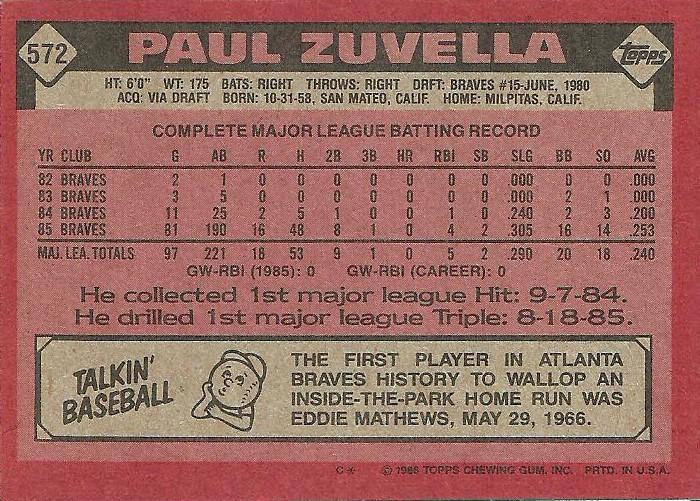 572 PAUL ZUVELLA topps
HT: 6'0" WT: 175 BATS: RIGHT THROWS: RIGHT DRFT: BRAVES #15-JUNE, 1980
ACQ: VIA DRAFT BORN: 10-31-58, SAN MATEO, CALIF. HOME: MILPITAS, CALIF.
COMPLETE MAJOR LEAGUE BATTING RECORD
YR CLUB G AB R H 2B 3B HR RBI SB SLG BB SO AVG
82 BRAVES 2 1 0 0 0 0 0 0 0 .000 0 0 .000
83 BRAVES 3 5 0 0 0 0 0 0 0 .000 2 1 .000
84 BRAVES 11 25 2 5 1 0 0 1 0 .240 2 3 .200
85 BRAVES 81 190 16 48 8 1 0 4 2 .305 16 14 .253
MAJ. LEA. TOTALS 97 221 18 53 9 1 0 5 2 .290 20 18 .240
GW-RBI (1985): 0 GW-RBI (CAREER): 0
He collected 1st major league Hit: 9-7-84.
He drilled 1st major league Triple: 8-18-85.
TALKIN'
BASEBALL
THE FIRST PLAYER IN ATLANTA
BRAVES HISTORY TO WALLOP AN
INSIDE-THE-PARK HOME RUN WAS
EDDIE MATHEWS, MAY 29, 1966.
C* © 1986 TOPPS CHEWING GUM, INC. PRTD. IN U.S.A.